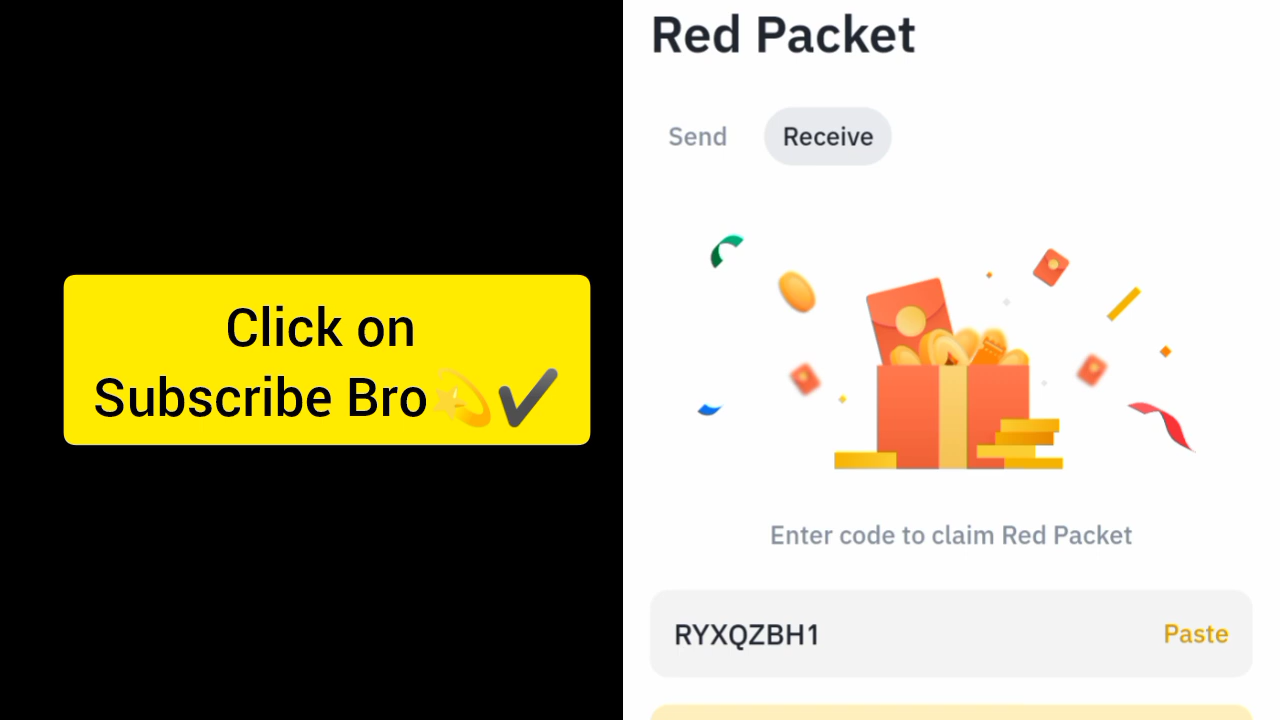 Click on
Subscribe Bro💫✔️
Red Packet
Send
Receive
Enter code to claim Red Packet
RYXQZBH1
Paste